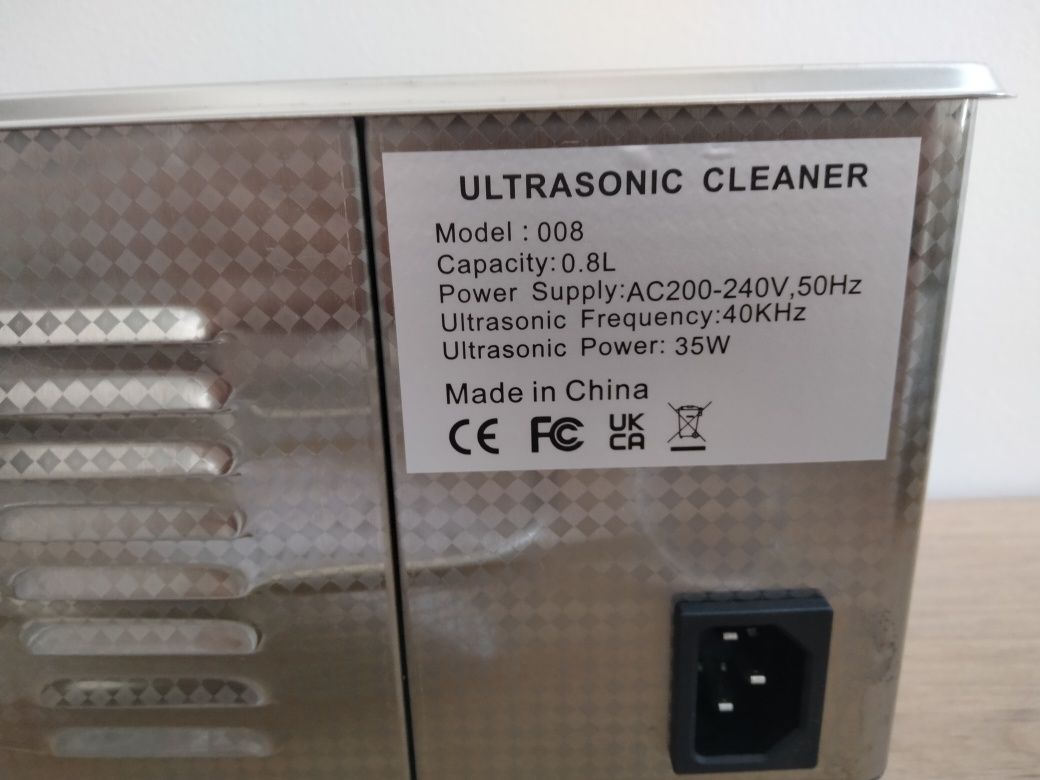 ULTRASONIC CLEANER
Model : 008
Capacity: 0.8L
Power Supply:AC200-240V,50Hz
Ultrasonic Frequency:40KHz
Ultrasonic Power: 35W
Made in China
CE FC UK
CA